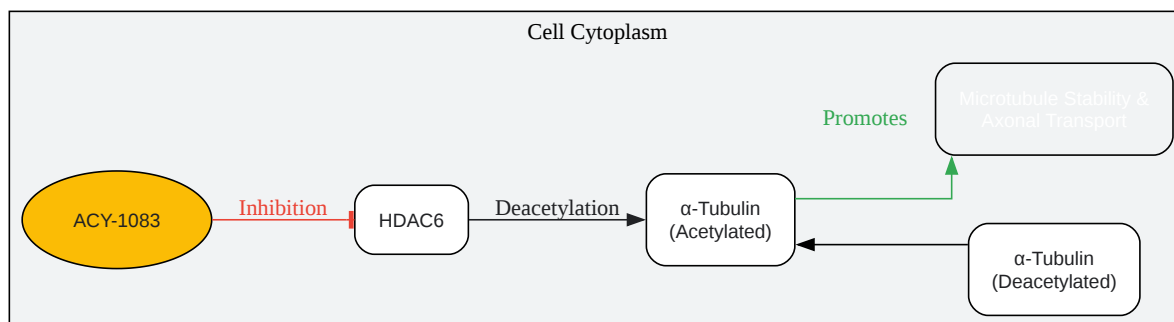 Cell Cytoplasm
Microtubule Stability &
Axonal Transport
Promotes
ACY-1083
Inhibition
HDAC6
Deacetylation
α-Tubulin
(Acetylated)
α-Tubulin
(Deacetylated)